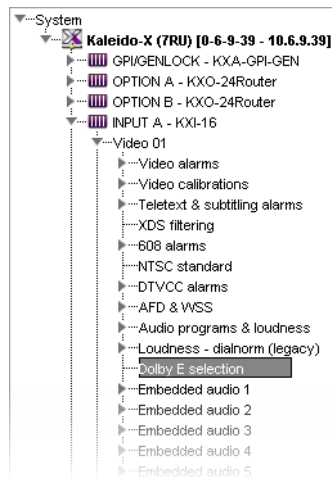 System
Kaleido-X (7RU) [0-6-9-39 - 10.6.9.39]
GPI/GENLOCK - KXA-GPI-GEN
OPTION A - KXO-24Router
OPTION B - KXO-24Router
INPUT A - KXI-16
Video 01
Video alarms
Video calibrations
Teletext & subtitling alarms
XDS filtering
608 alarms
NTSC standard
DTVCC alarms
AFD & WSS
Audio programs & loudness
Loudness - dialnorm (legacy)
Dolby E selection
Embedded audio 1
Embedded audio 2
Embedded audio 3
Embedded audio 4
Embedded audio 5